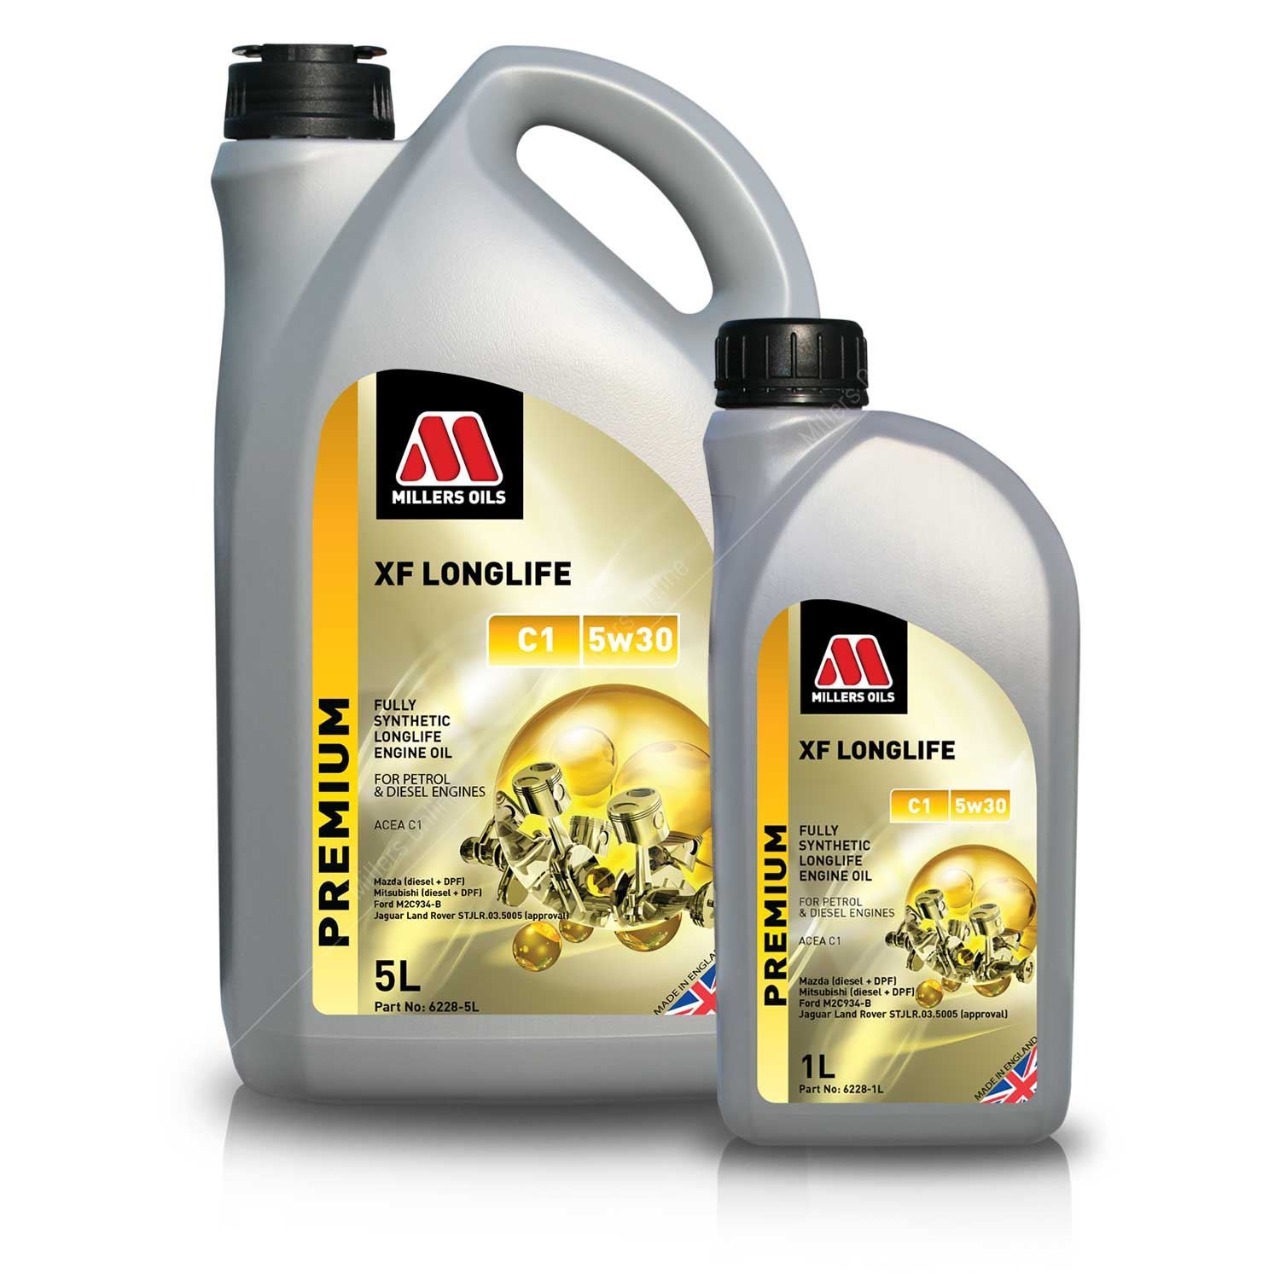 MILLERS OILS
XF LONGLIFE
C1 5w30
PREMIUM
FULLY
SYNTHETIC
LONGLIFE
ENGINE OIL
FOR PETROL
& DIESEL ENGINES
ACEA C1
Mazda (diesel + DPF)
Mitsubishi (diesel + DPF)
Ford M2C934-B
Jaguar Land Rover STJLR.03.5005 (approval)
5L
Part No: 6228-5L
MADE IN ENGLAND
MILLERS OILS
XF LONGLIFE
C1 5w30
PREMIUM
FULLY
SYNTHETIC
LONGLIFE
ENGINE OIL
FOR PETROL
& DIESEL ENGINES
ACEA C1
Mazda (diesel + DPF)
Mitsubishi (diesel + DPF)
Ford M2C934-B
Jaguar Land Rover STJLR.03.5005 (approval)
1L
Part No: 6228-1L
MADE IN ENGLAND